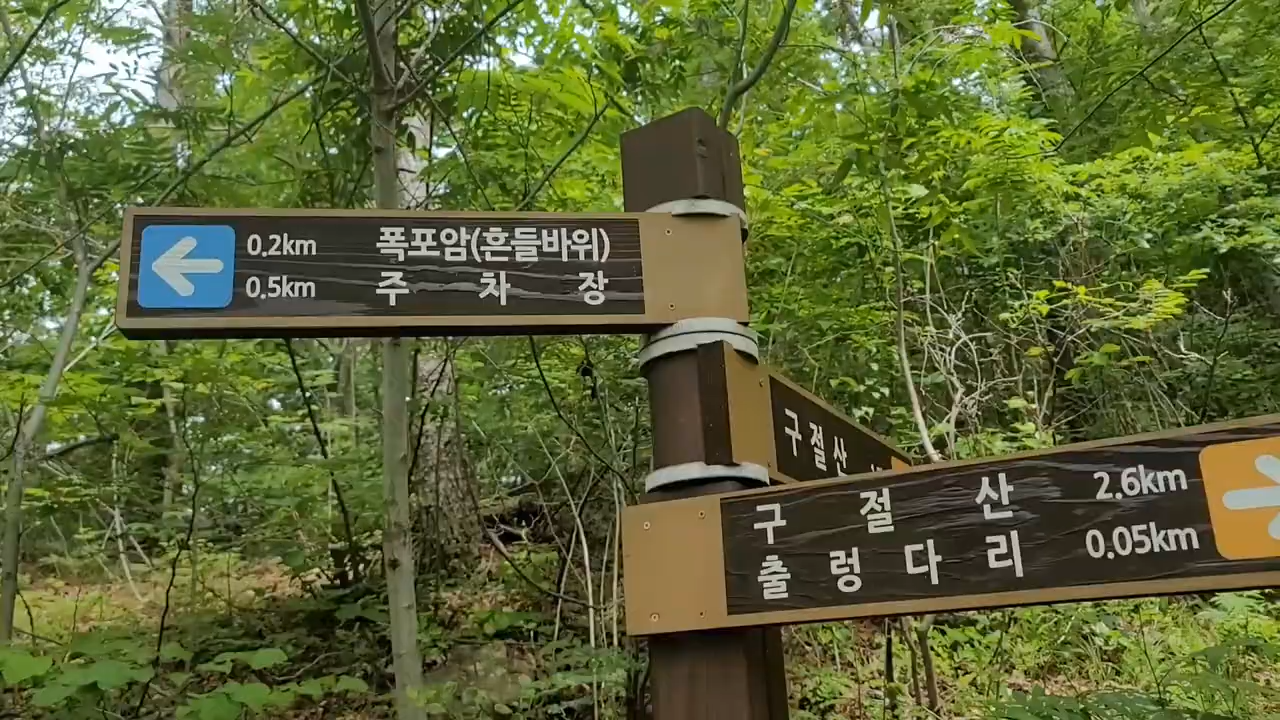 0.2km 폭포암(흔들바위)
0.5km 주 차 장
구절산
구 절 산 2.6km
출 렁 다 리 0.05km